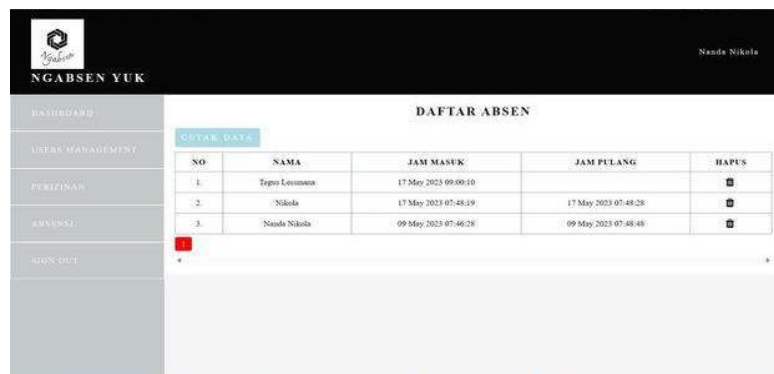 Ngabsen
NGABSEN YUK
Nanda Nikola
DASHBOARD
USERS MANAGEMENT
PERIZINAN
ABSENSI
SIGN OUT
DAFTAR ABSEN
CETAK DATA
NO NAMA JAM MASUK JAM PULANG HAPUS
1. Tegus Lessmana 17 May 2023 09:00:10
2. Nikola 17 May 2023 07:48:19 17 May 2023 07:48:28
3. Nanda Nikola 09 May 2023 07:46:28 09 May 2023 07:48:48
1